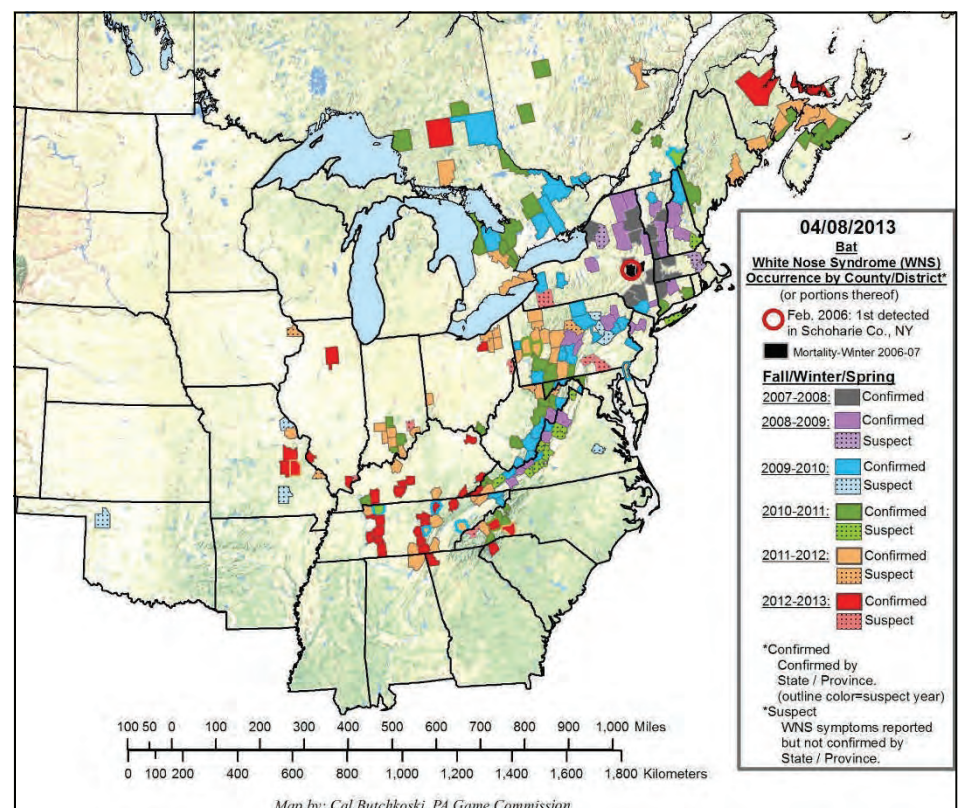 04/08/2013
Bat
White Nose Syndrome (WNS)
Occurrence by County/District*
(or portions thereof)
Feb. 2006: 1st detected
in Schoharie Co., NY
Mortality-Winter 2006-07
Fall/Winter/Spring
2007-2008: Confirmed
2008-2009: Confirmed
Suspect
2009-2010: Confirmed
Suspect
2010-2011: Confirmed
Suspect
2011-2012: Confirmed
Suspect
2012-2013: Confirmed
Suspect
*Confirmed
Confirmed by
State / Province.
(outline color=suspect year)
*Suspect
WNS symptoms reported
but not confirmed by
State / Province.
100 50 0 100 200 300 400 500 600 700 800 900 1,000 Miles
0 100 200 400 600 800 1,000 1,200 1,400 1,600 1,800 Kilometers
Map by: Cal Butchkoski, PA Game Commission